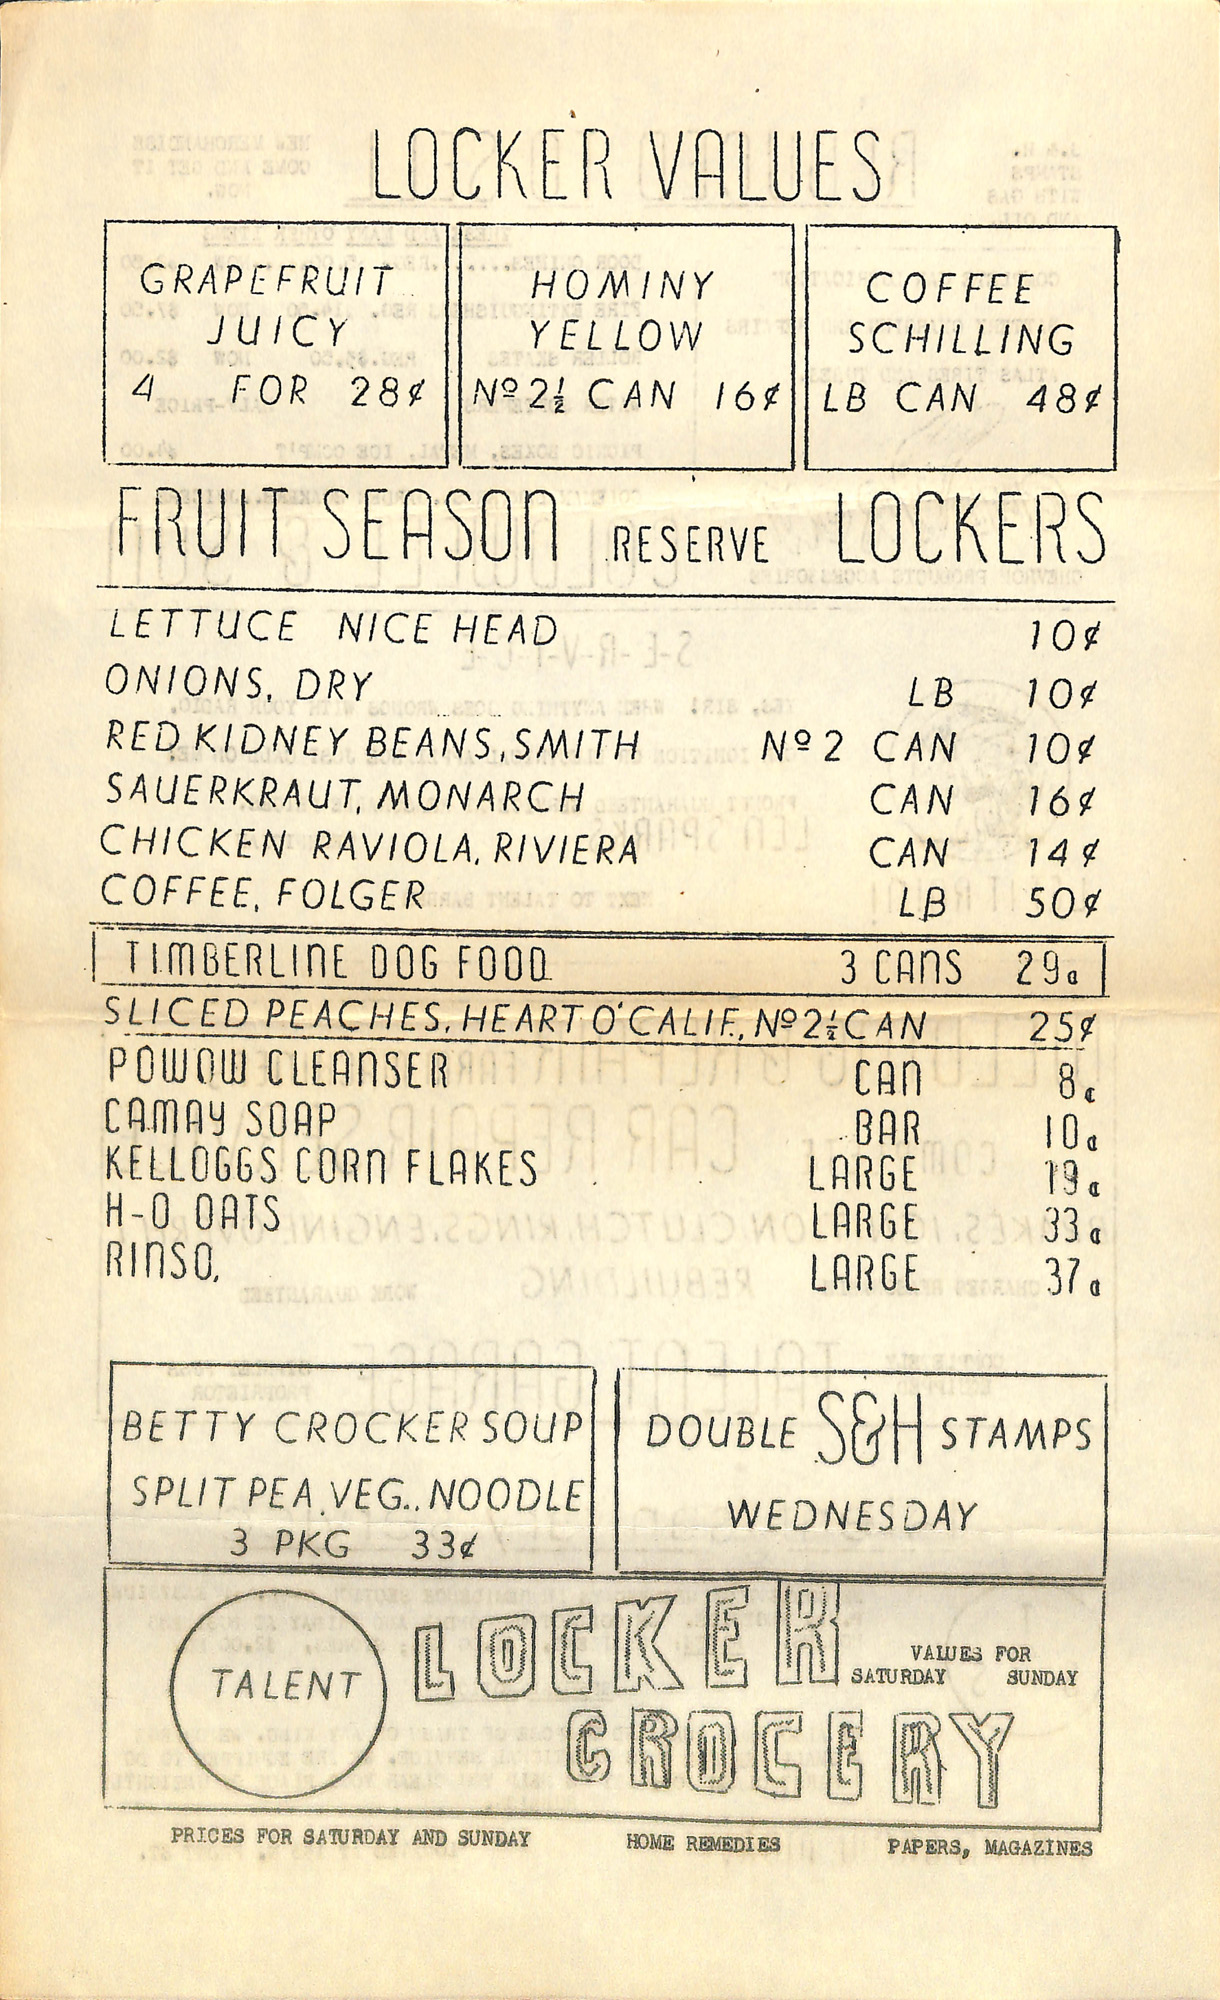 LOCKER VALUES
GRAPEFRUIT
JUICY
4 FOR 28¢
HOMINY
YELLOW
Nº 2½ CAN 16¢
COFFEE
SCHILLING
LB CAN 48¢
FRUIT SEASON RESERVE LOCKERS
LETTUCE NICE HEAD 10¢
ONIONS, DRY LB 10¢
RED KIDNEY BEANS, SMITH Nº 2 CAN 10¢
SAUERKRAUT, MONARCH CAN 16¢
CHICKEN RAVIOLA, RIVIERA CAN 14¢
COFFEE, FOLGER LB 50¢
TIMBERLINE DOG FOOD 3 CANS 29¢
SLICED PEACHES, HEART O'CALIF., Nº 2½ CAN 25¢
POWOW CLEANSER CAN 8¢
CAMAY SOAP BAR 10¢
KELLOGGS CORN FLAKES LARGE 19¢
H-O OATS LARGE 33¢
RINSO, LARGE 37¢
BETTY CROCKER SOUP
SPLIT PEA, VEG., NOODLE
3 PKG 33¢
DOUBLE S&H STAMPS
WEDNESDAY
TALENT
LOCKER
VALUES FOR
SATURDAY SUNDAY
GROCERY
PRICES FOR SATURDAY AND SUNDAY HOME REMEDIES PAPERS, MAGAZINES